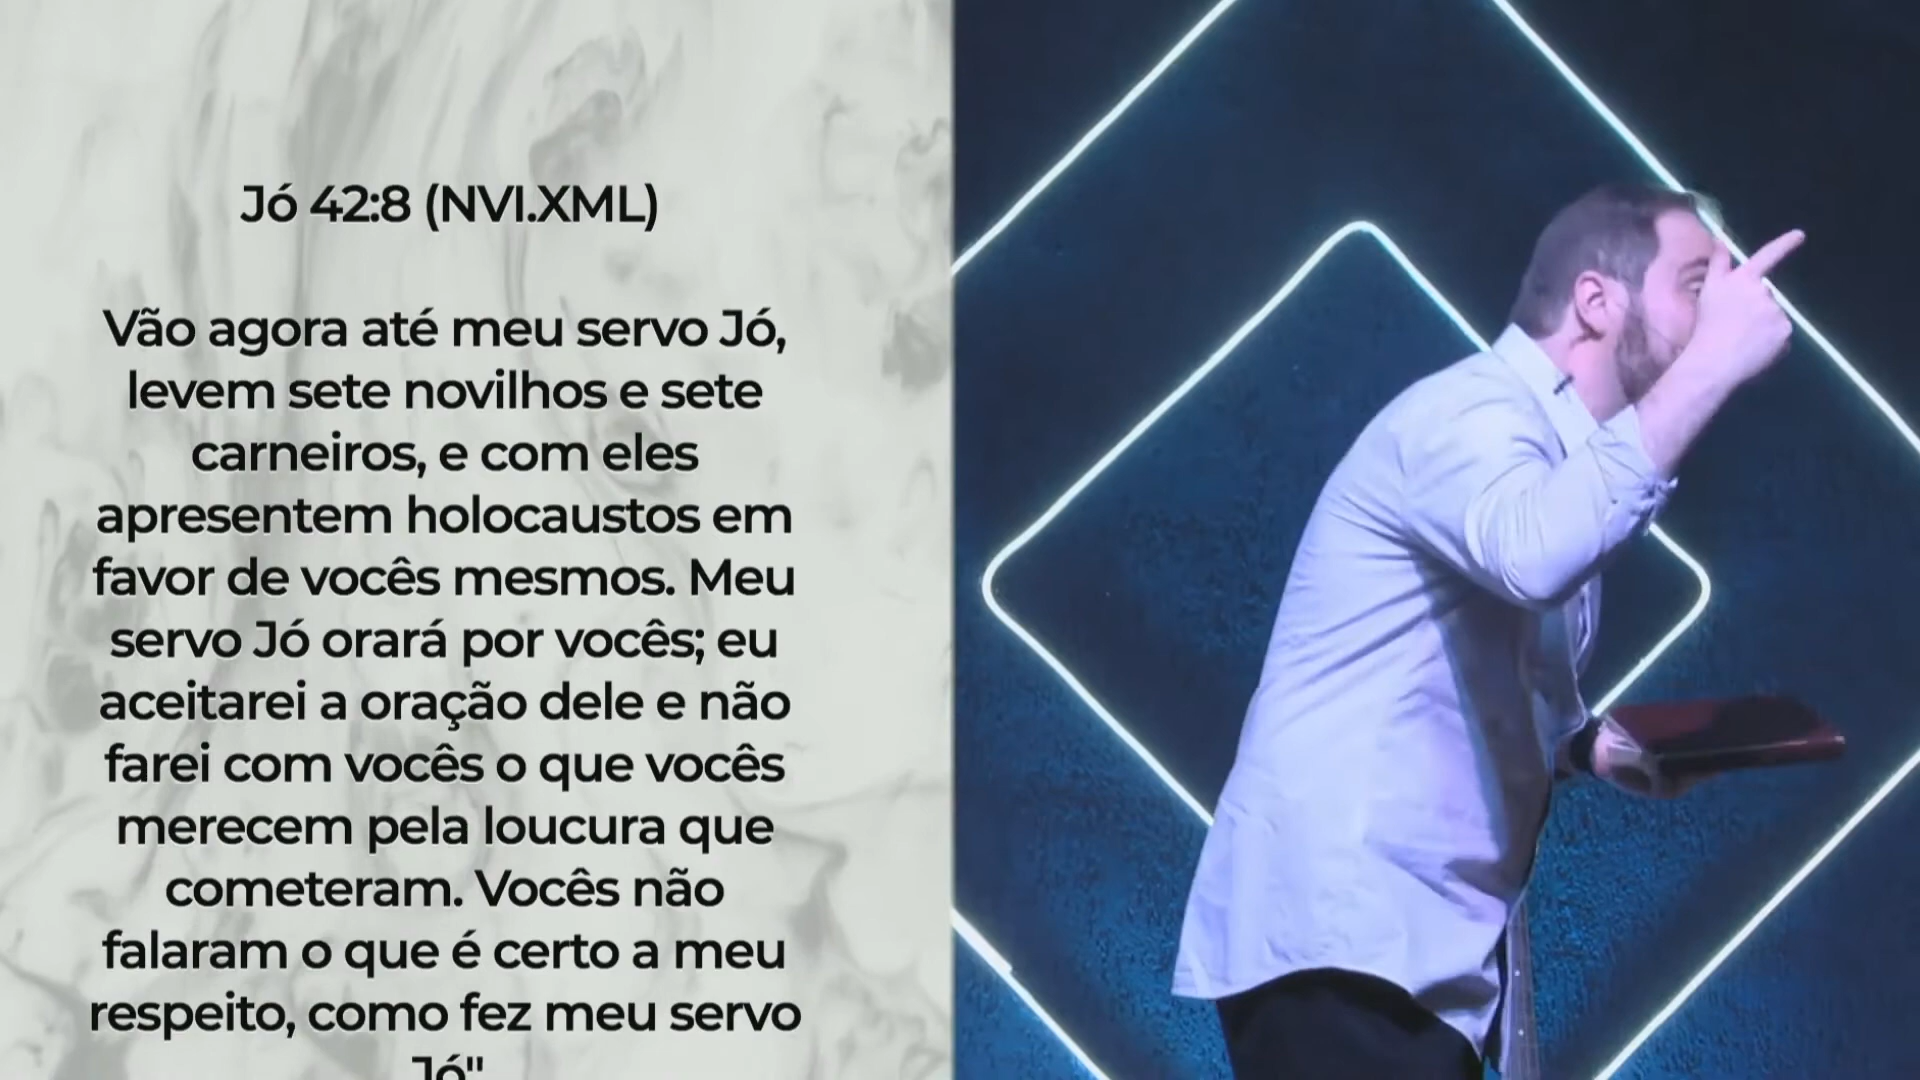 Jó 42:8 (NVI.XML)
Vão agora até meu servo Jó,
levem sete novilhos e sete
carneiros, e com eles
apresentem holocaustos em
favor de vocês mesmos. Meu
servo Jó orará por vocês; eu
aceitarei a oração dele e não
farei com vocês o que vocês
merecem pela loucura que
cometeram. Vocês não
falaram o que é certo a meu
respeito, como fez meu servo
Jó"